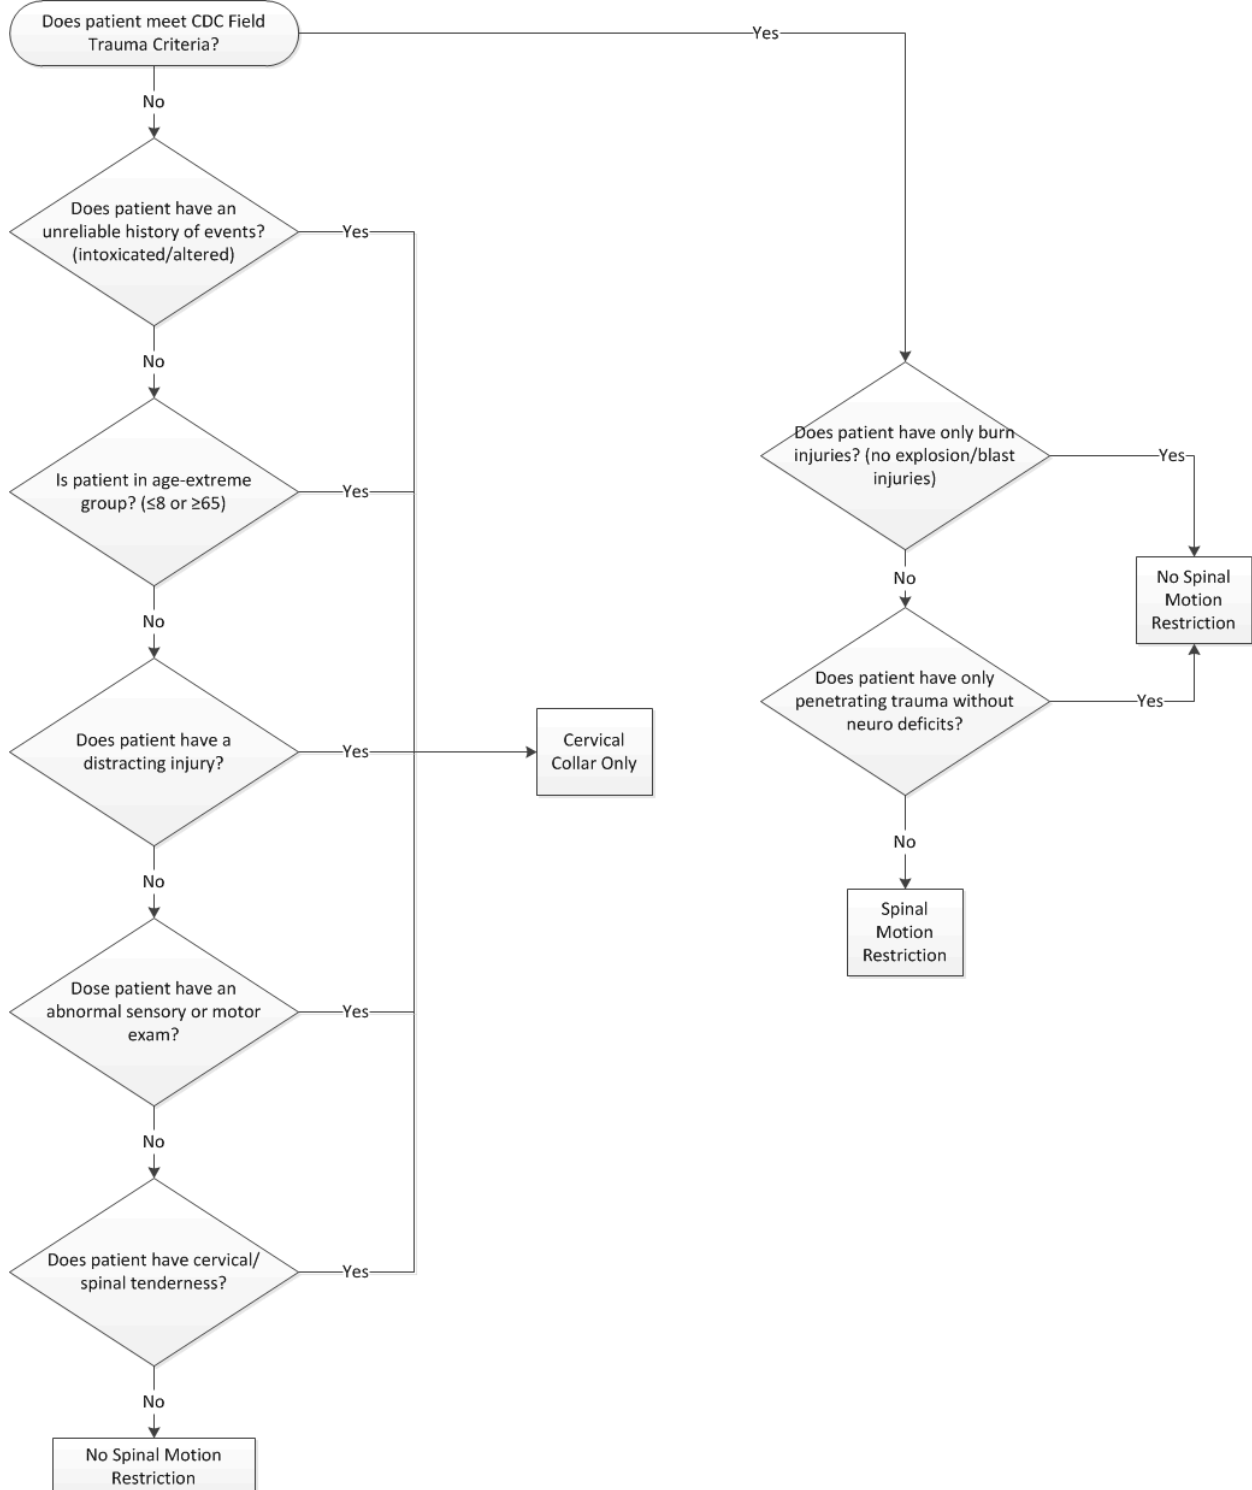 Does patient meet CDC Field
Trauma Criteria?
Yes
No
Does patient have an
unreliable history of events?
(intoxicated/altered)
Yes
No
Is patient in age-extreme
group? (≤8 or ≥65)
Yes
No
Does patient have a
distracting injury?
Yes
Cervical
Collar Only
No
Dose patient have an
abnormal sensory or motor
exam?
Yes
No
Does patient have cervical/
spinal tenderness?
Yes
No
No Spinal Motion
Restriction
Does patient have only burn
injuries? (no explosion/blast
injuries)
Yes
No
No Spinal
Motion
Restriction
Does patient have only
penetrating trauma without
neuro deficits?
Yes
No
Spinal
Motion
Restriction